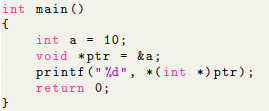 int main()
{
    int a = 10;
    void *ptr = &a;
    printf("%d", *(int *)ptr);
    return 0;
}